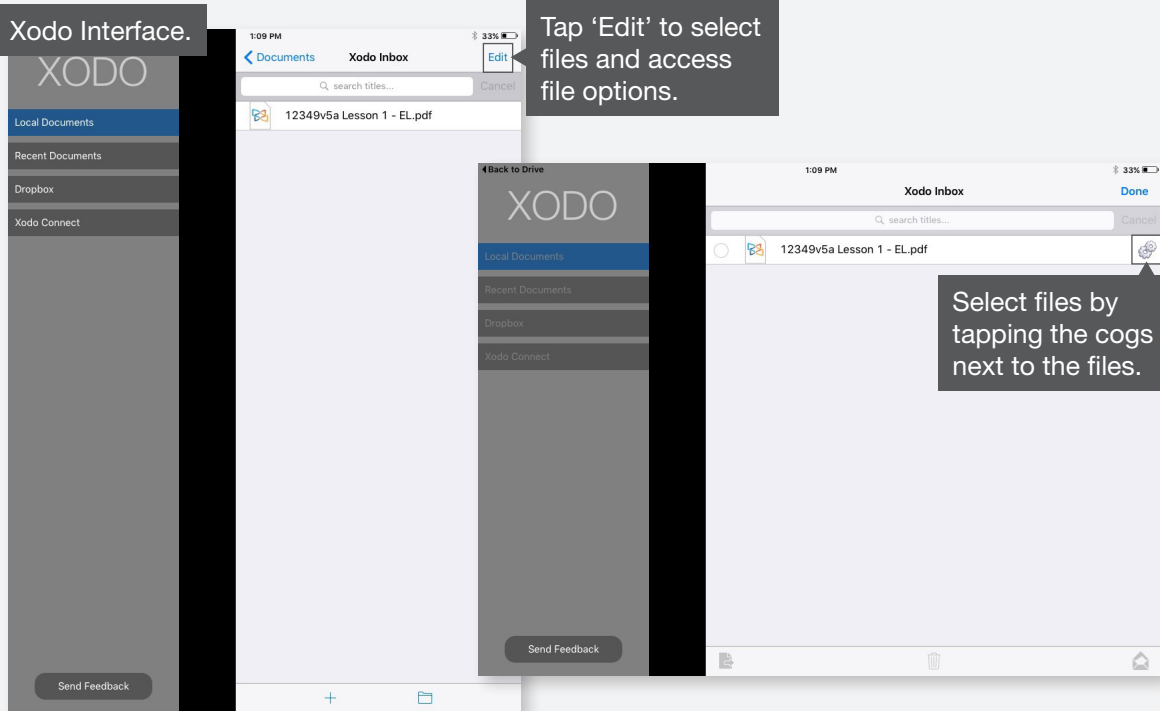 Xodo Interface.
XODO
Local Documents
Recent Documents
Dropbox
Xodo Connect
Send Feedback
1:09 PM
33%
Documents
Xodo Inbox
Edit
search titles...
Cancel
12349v5a Lesson 1 - EL.pdf
Tap ‘Edit’ to select
files and access
file options.
Back to Drive
XODO
Local Documents
Recent Documents
Dropbox
Xodo Connect
Send Feedback
1:09 PM
33%
Xodo Inbox
Done
search titles...
Cancel
12349v5a Lesson 1 - EL.pdf
Select files by
tapping the cogs
next to the files.